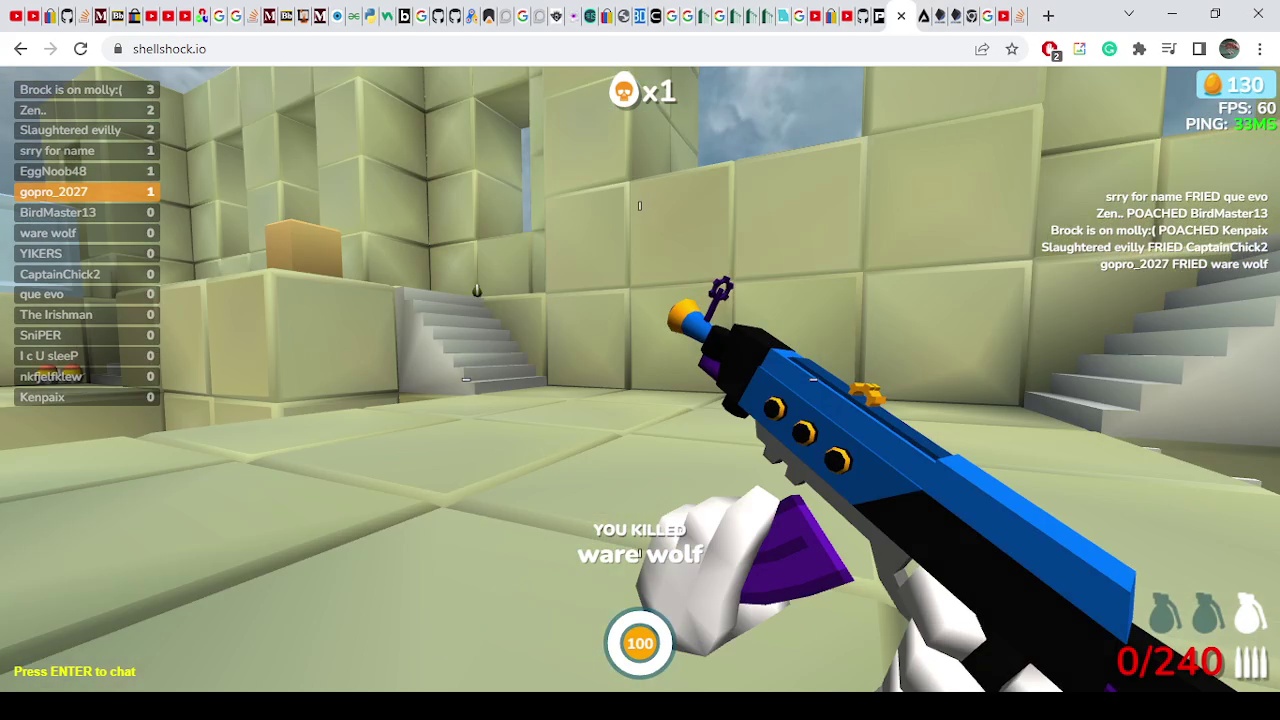 shellshock.io
2
Brock is on molly:( 3
Zen.. 2
Slaughtered evilly 2
srry for name 1
EggNoob48 1
gopro_2027 1
BirdMaster13 0
ware wolf 0
YIKERS 0
CaptainChick2 0
que evo 0
The Irishman 0
SniPER 0
I c U sleeP 0
nkfjelfklew 0
Kenpaix 0
x1
130
FPS: 60
PING: 33MS
srry for name FRIED que evo
Zen.. POACHED BirdMaster13
Brock is on molly:( POACHED Kenpaix
Slaughtered evilly FRIED CaptainChick2
gopro_2027 FRIED ware wolf
YOU KILLED
ware wolf
100
0/240
Press ENTER to chat